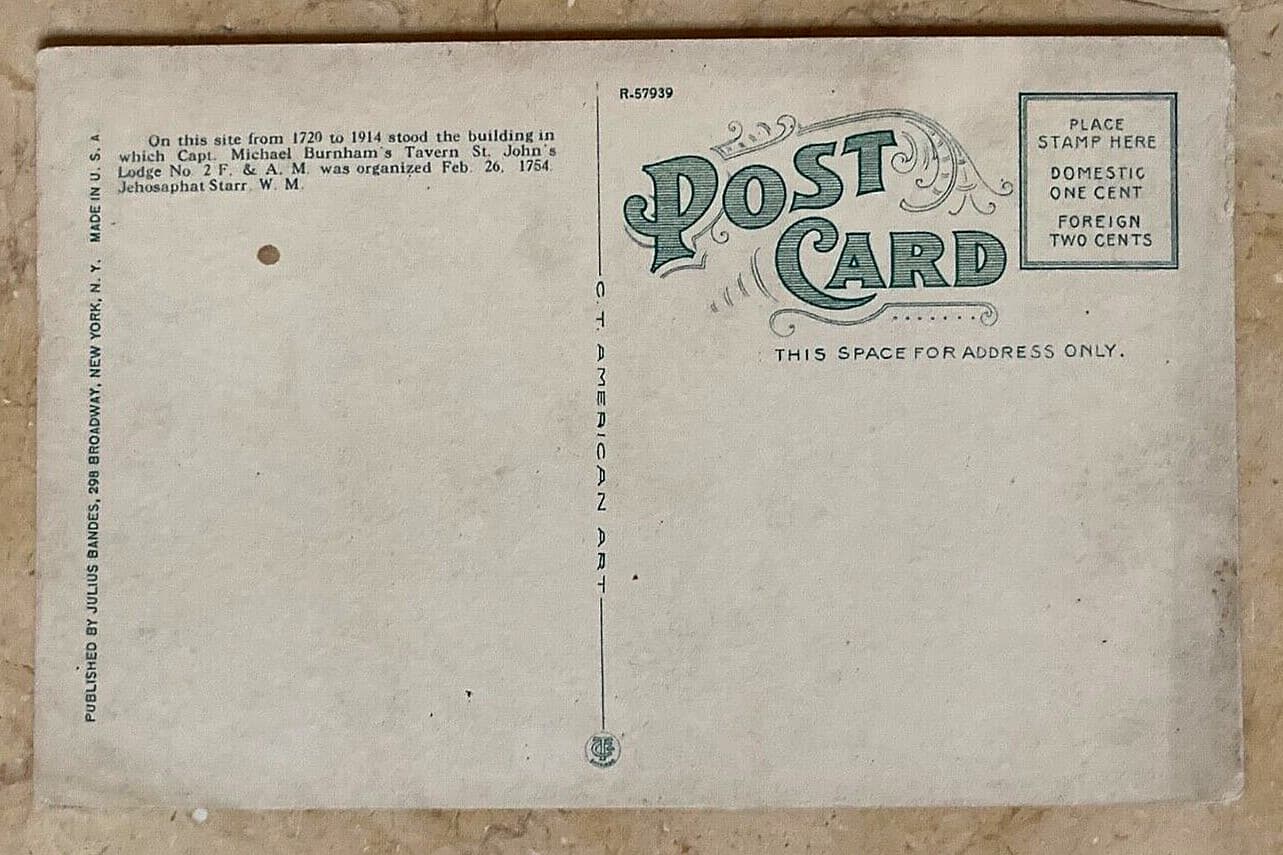 On this site from 1720 to 1914 stood the building in
which Capt. Michael Burnham's Tavern St. John's
Lodge No. 2 F. & A. M. was organized Feb. 26, 1754.
Jehosaphat Starr, W. M.
PUBLISHED BY JULIUS BANDES, 298 BROADWAY, NEW YORK, N. Y. MADE IN U. S. A
C. T. AMERICAN ART
R-57939
POST
CARD
PLACE
STAMP HERE
DOMESTIC
ONE CENT
FOREIGN
TWO CENTS
THIS SPACE FOR ADDRESS ONLY.